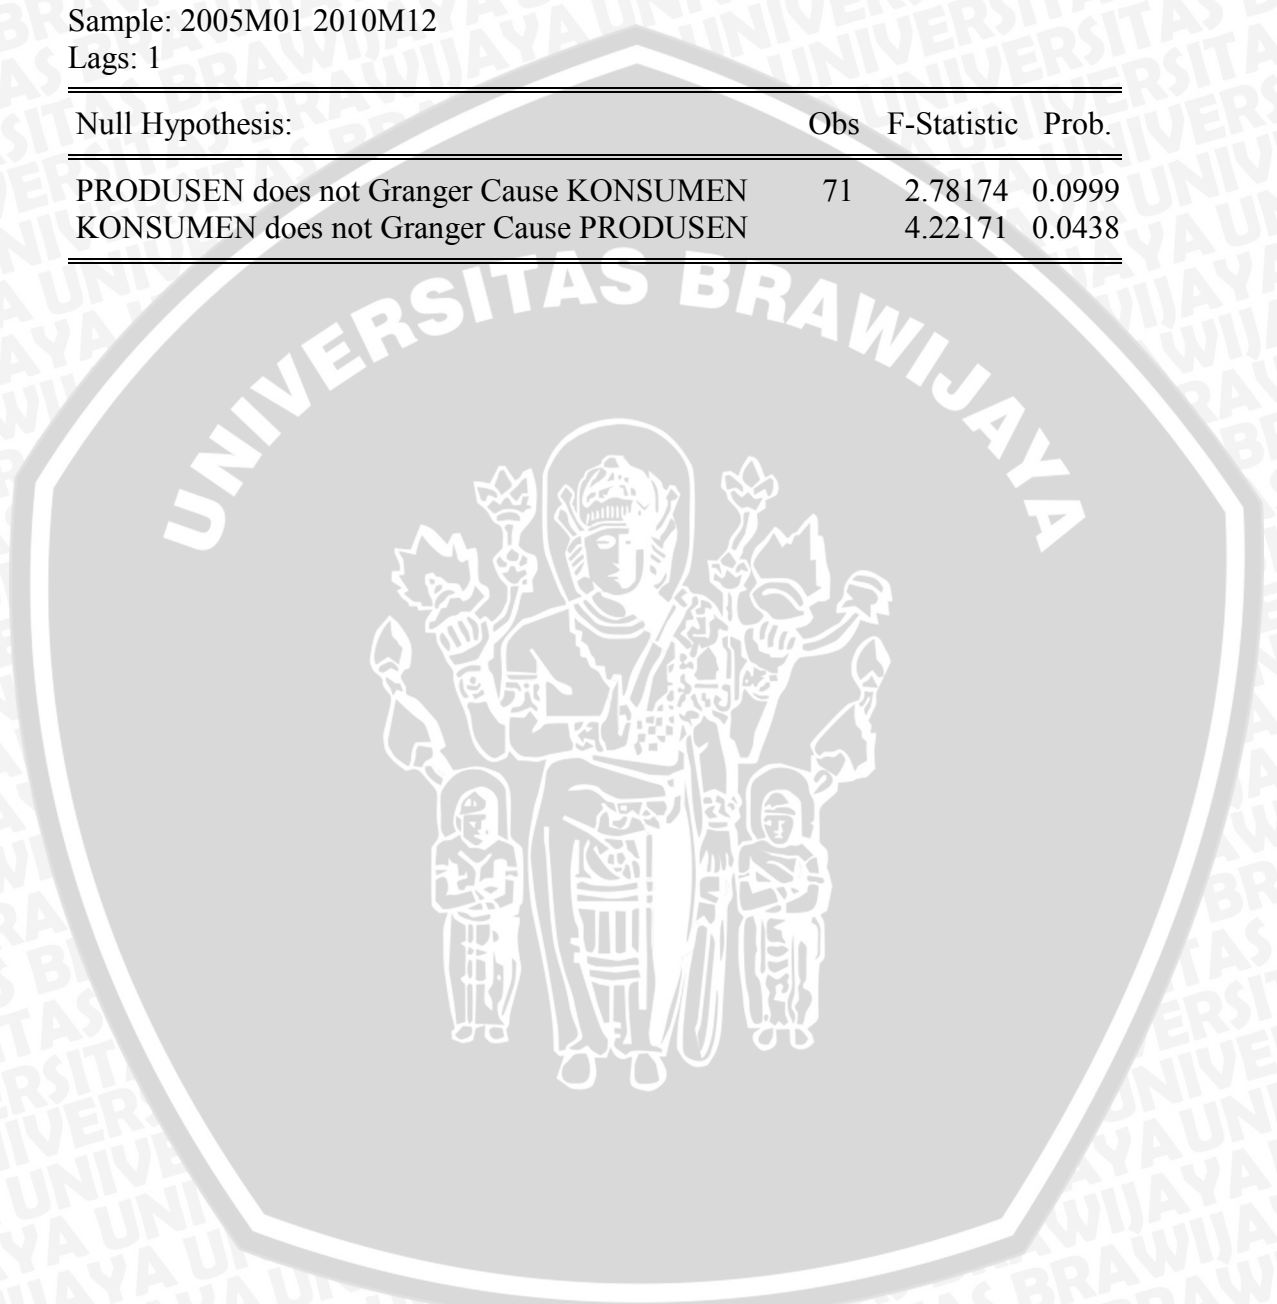 Sample: 2005M01 2010M12
Lags: 1
Null Hypothesis: Obs F-Statistic Prob.
PRODUSEN does not Granger Cause KONSUMEN 71 2.78174 0.0999
KONSUMEN does not Granger Cause PRODUSEN 4.22171 0.0438
UNIVERSITAS BRAWIJAYA